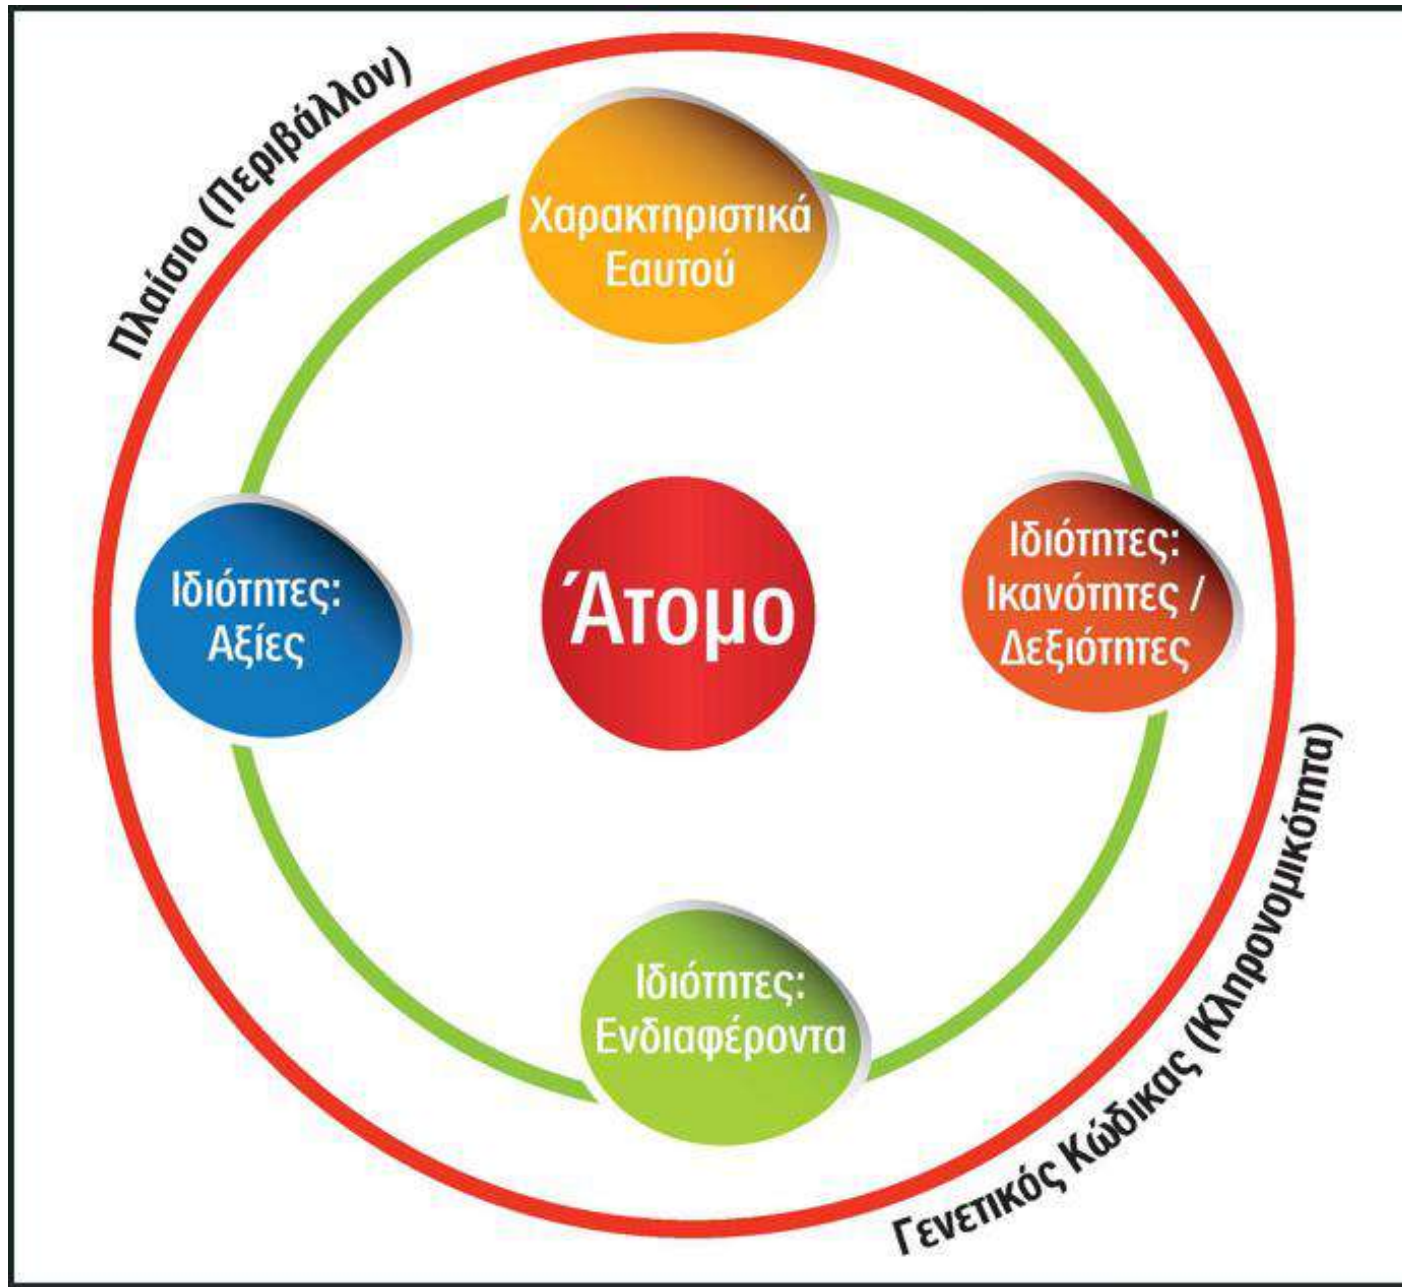 Πλαίσιο (Περιβάλλον)
Χαρακτηριστικά
Εαυτού
Ιδιότητες:
Αξίες
Άτομο
Ιδιότητες:
Ικανότητες /
Δεξιότητες
Ιδιότητες:
Ενδιαφέροντα
Γενετικός Κώδικας (Κληρονομικότητα)